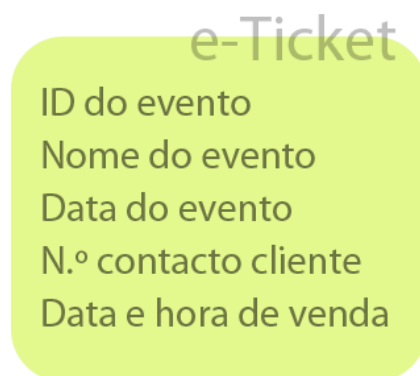 e-Ticket
ID do evento
Nome do evento
Data do evento
N.º contacto cliente
Data e hora de venda